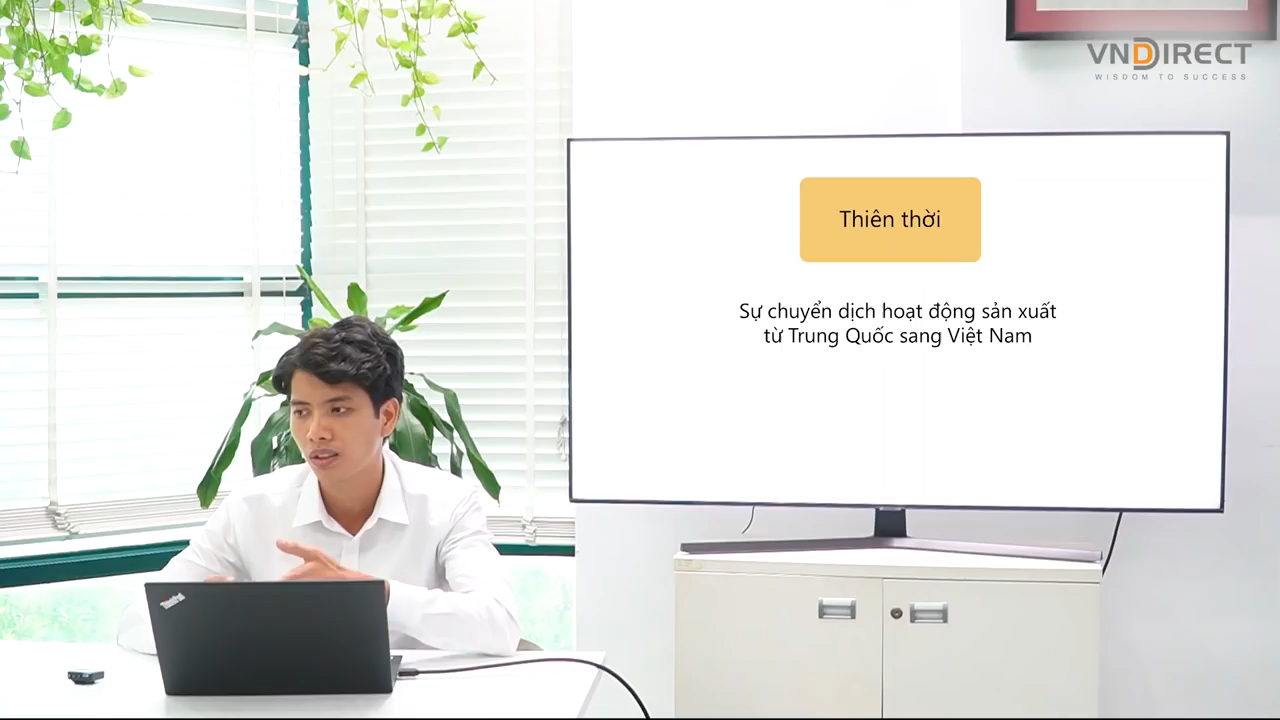 VNDIRECT
WISDOM TO SUCCESS
Thiên thời
Sự chuyển dịch hoạt động sản xuất
từ Trung Quốc sang Việt Nam
ThinkPad